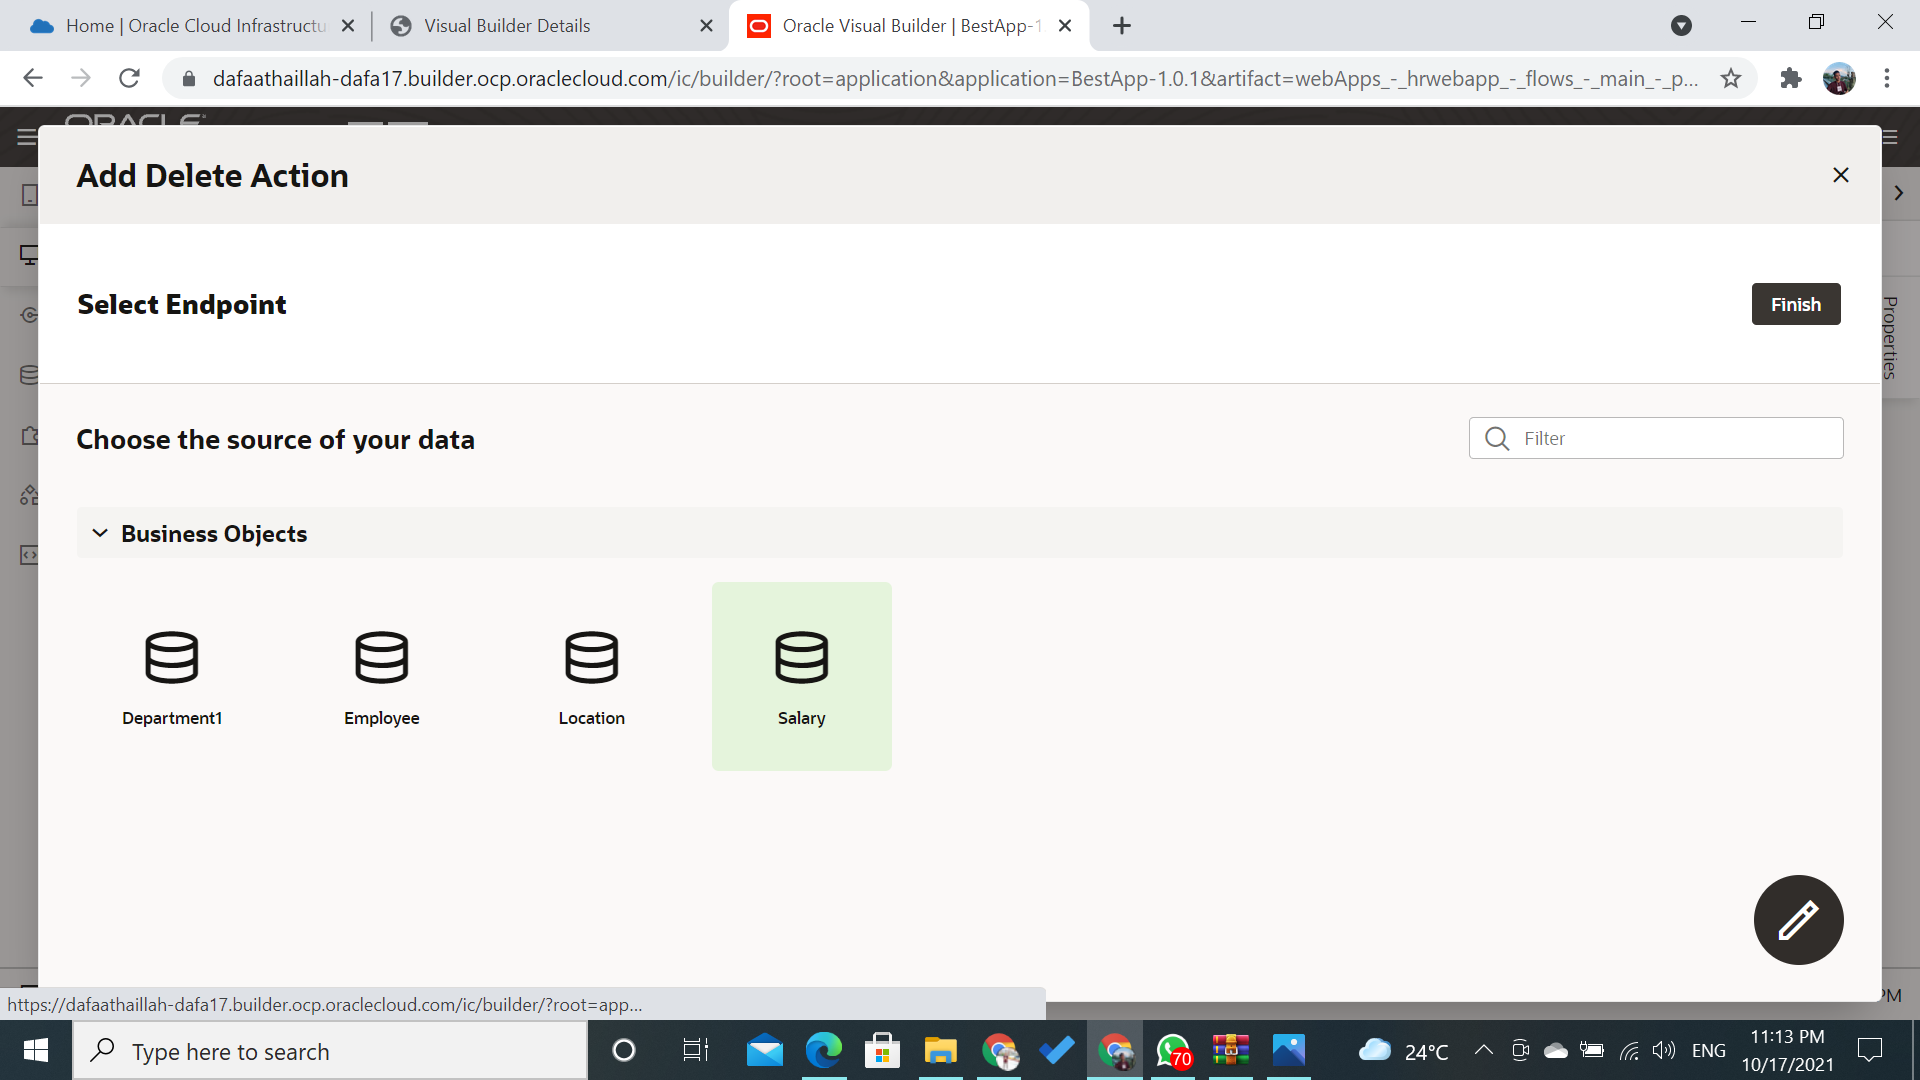 Home | Oracle Cloud Infrastructu
Visual Builder Details
Oracle Visual Builder | BestApp-1
dafaathaillah-dafa17.builder.ocp.oraclecloud.com/ic/builder/?root=application&application=BestApp-1.0.1&artifact=webApps_-_hrwebapp_-_flows_-_main_-_p...
ORACLE
Add Delete Action
Select Endpoint
Finish
Properties
Choose the source of your data
Filter
Business Objects
Department1
Employee
Location
Salary
PM
https://dafaathaillah-dafa17.builder.ocp.oraclecloud.com/ic/builder/?root=app...
Type here to search
70
24°C
ENG
11:13 PM
10/17/2021